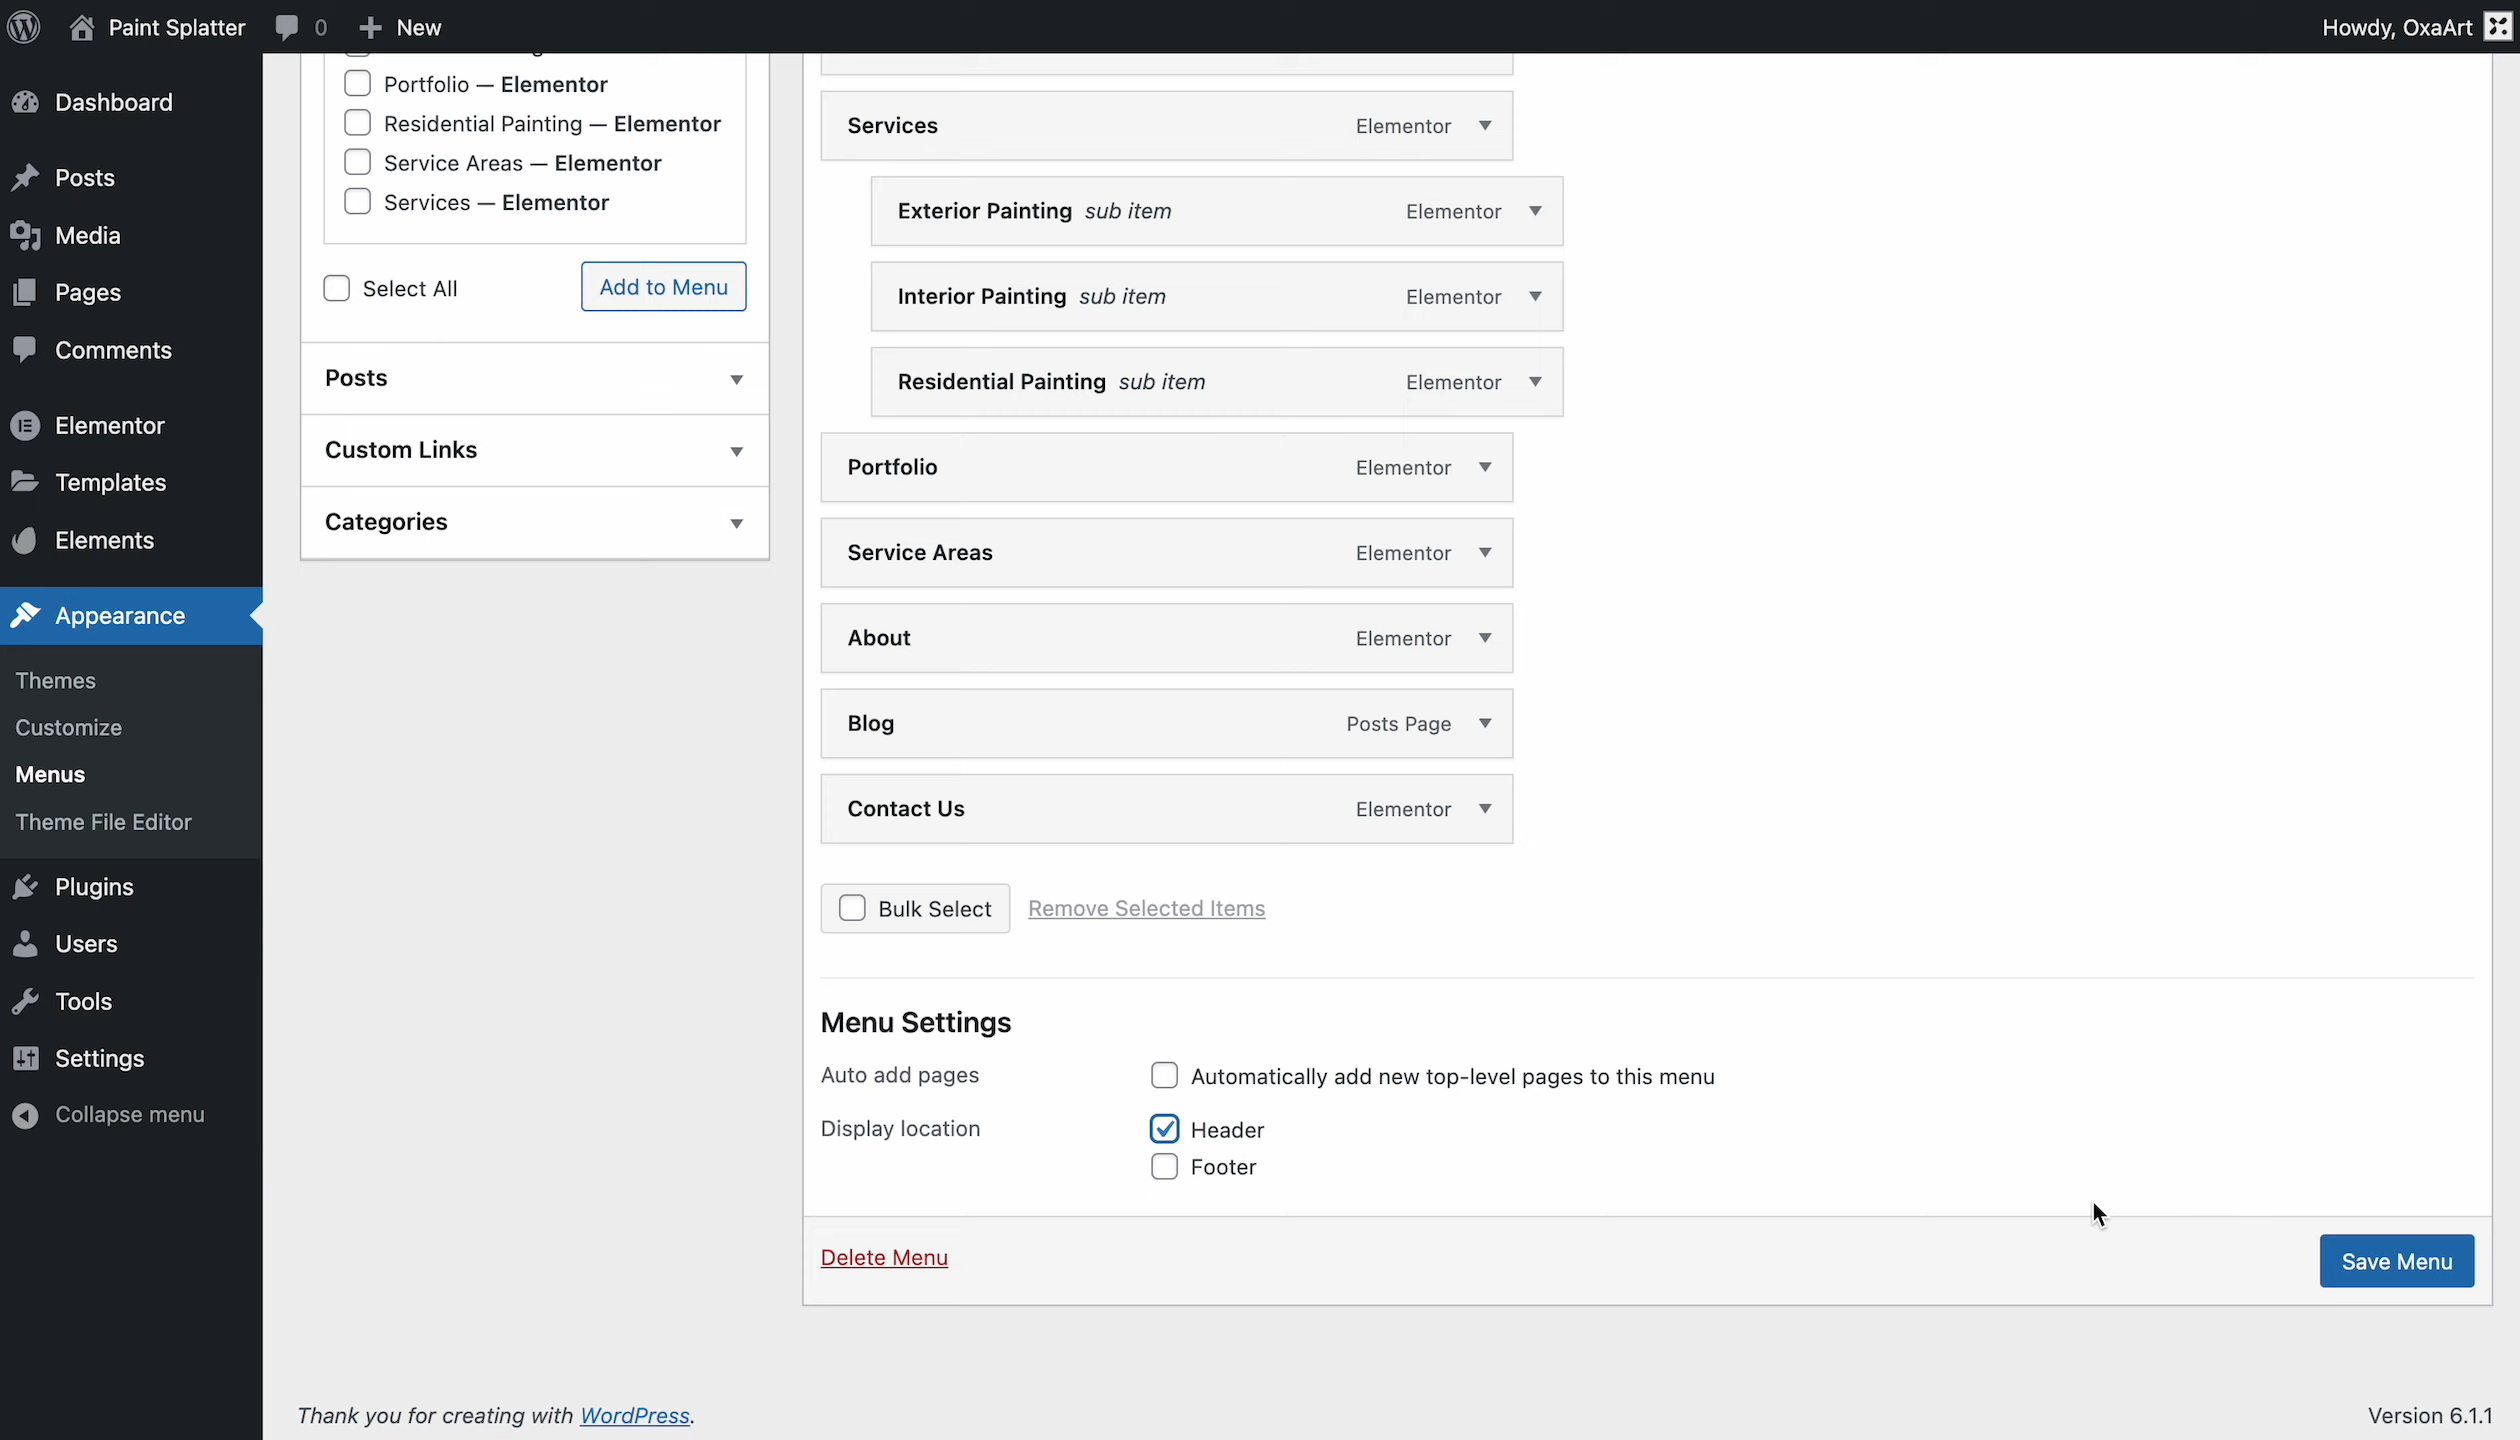 Paint Splatter 0 New Howdy, OxaArt
Dashboard
Posts
Media
Pages
Comments
Elementor
Templates
Elements
Appearance
Themes
Customize
Menus
Theme File Editor
Plugins
Users
Tools
Settings
Collapse menu
Portfolio — Elementor
Residential Painting — Elementor
Service Areas — Elementor
Services — Elementor
Select All Add to Menu
Posts
Custom Links
Categories
Services Elementor
Exterior Painting sub item Elementor
Interior Painting sub item Elementor
Residential Painting sub item Elementor
Portfolio Elementor
Service Areas Elementor
About Elementor
Blog Posts Page
Contact Us Elementor
Bulk Select Remove Selected Items
Menu Settings
Auto add pages Automatically add new top-level pages to this menu
Display location Header
Footer
Delete Menu Save Menu
Thank you for creating with WordPress. Version 6.1.1